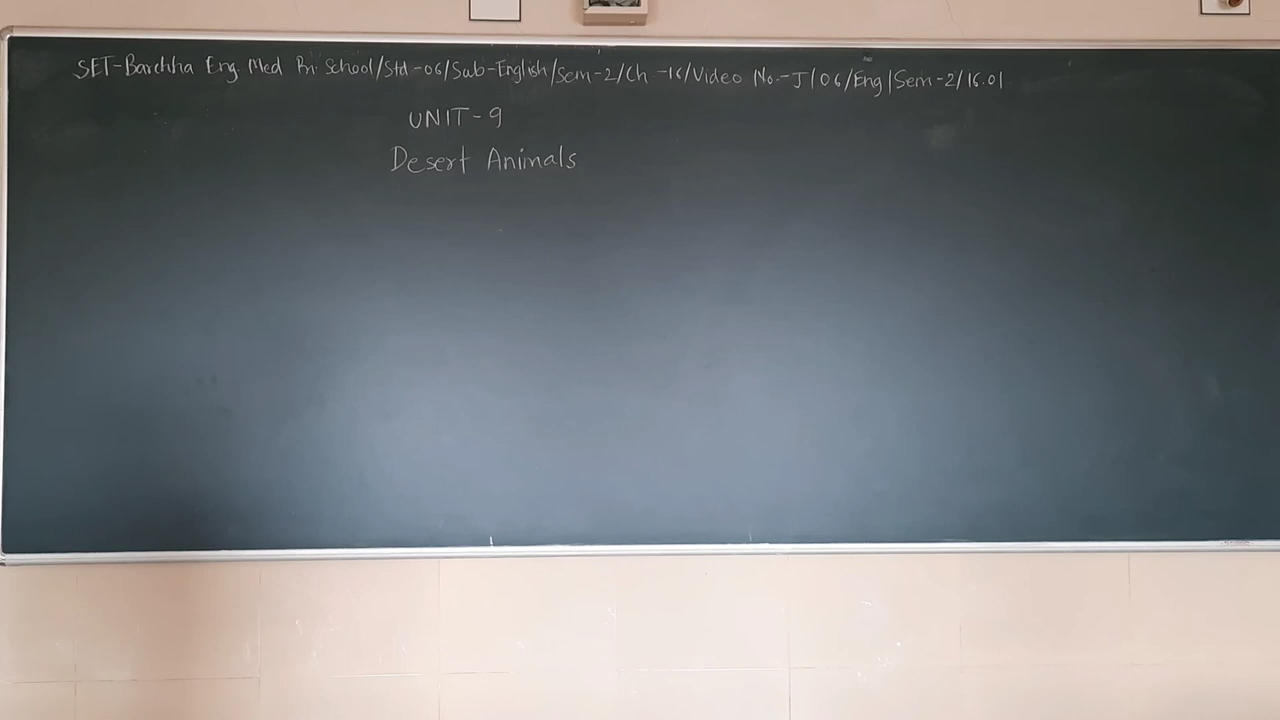 SET-Barchha Eng Med Pri School/Std-06/Sub-English/Sem-2/Ch-16/Video No.-J/06/Eng/Sem-2/16.01
UNIT-9
Desert Animals